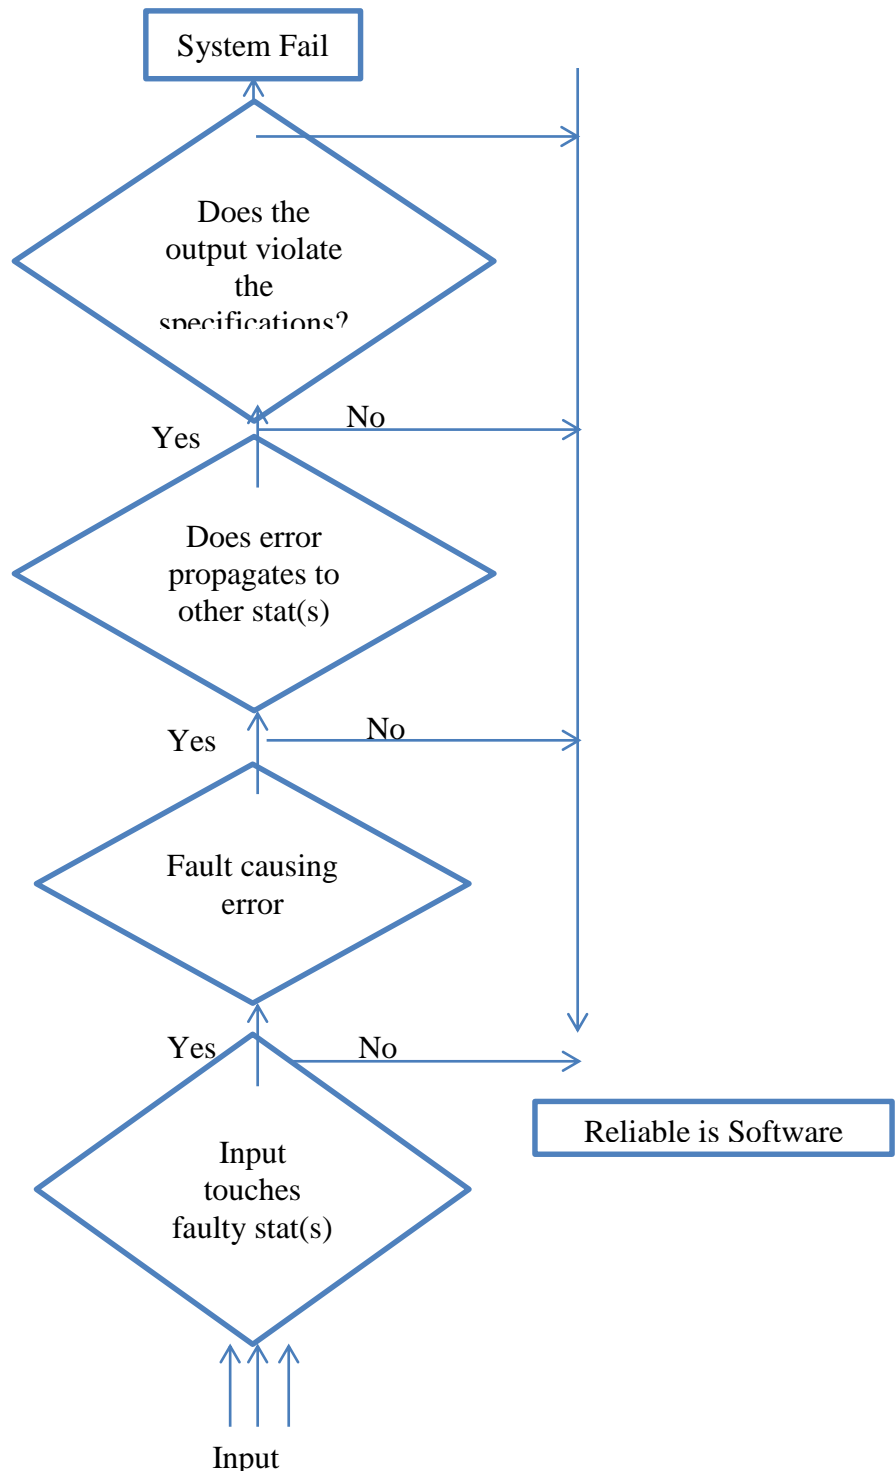 System Fail
Does the
output violate
the
specifications?
No
Yes
Does error
propagates to
other stat(s)
Yes
No
Fault causing
error
Yes
No
Input
touches
faulty stat(s)
Reliable is Software
Input